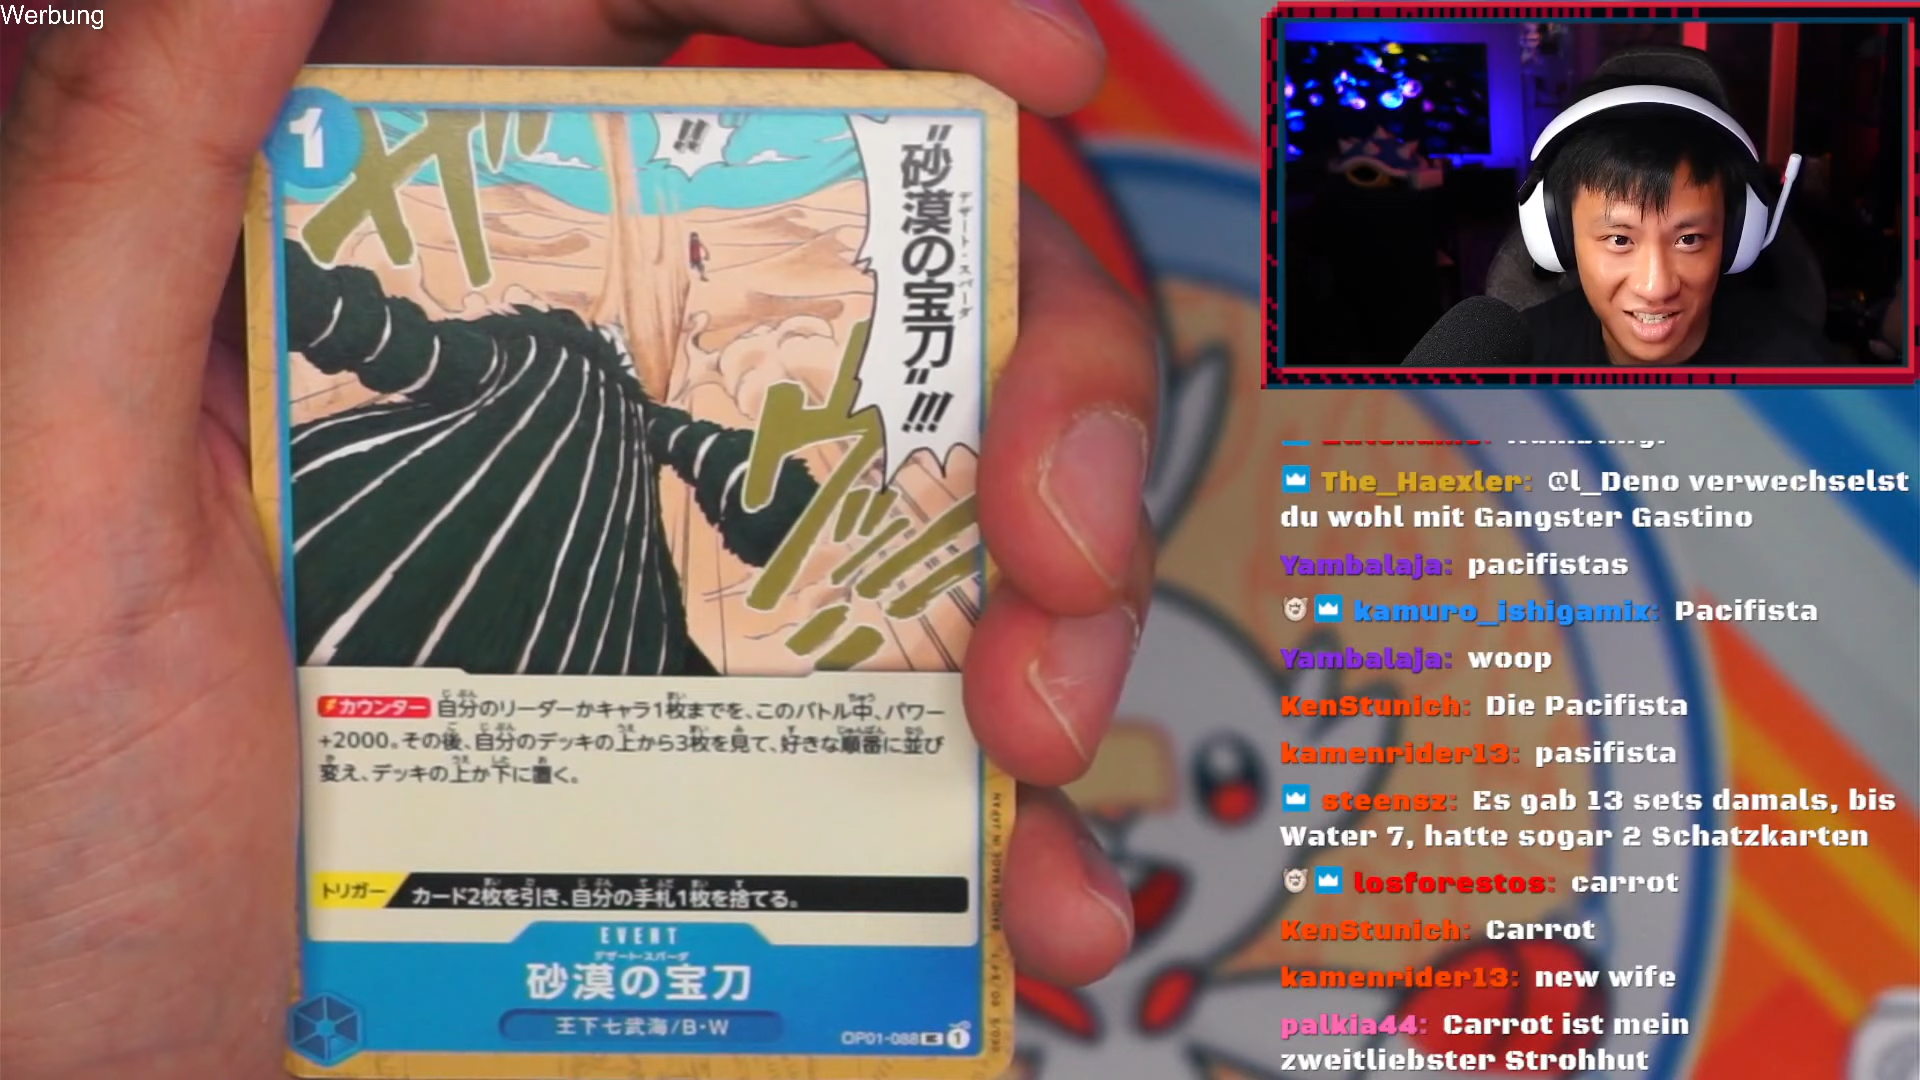 Werbung
1
!!
"砂漠の宝刀"!!!
デザート・スパーダ
カウンター 自分のリーダーかキャラ1枚までを、このバトル中、パワー
+2000。その後、自分のデッキの上から3枚を見て、好きな順番に並び
変え、デッキの上か下に置く。
トリガー カード2枚を引き、自分の手札1枚を捨てる。
EVENT
デザート・スパーダ
砂漠の宝刀
王下七武海/B・W
OP01-088 1
The_Haexler: @l_Deno verwechselst
du wohl mit Gangster Gastino
Yambalaja: pacifistas
kamuro_ishigamix: Pacifista
Yambalaja: woop
KenStunich: Die Pacifista
kamenrider13: pasifista
steensz: Es gab 13 sets damals, bis
Water 7, hatte sogar 2 Schatzkarten
losforestos: carrot
KenStunich: Carrot
kamenrider13: new wife
palkia44: Carrot ist mein
zweitliebster Strohhut